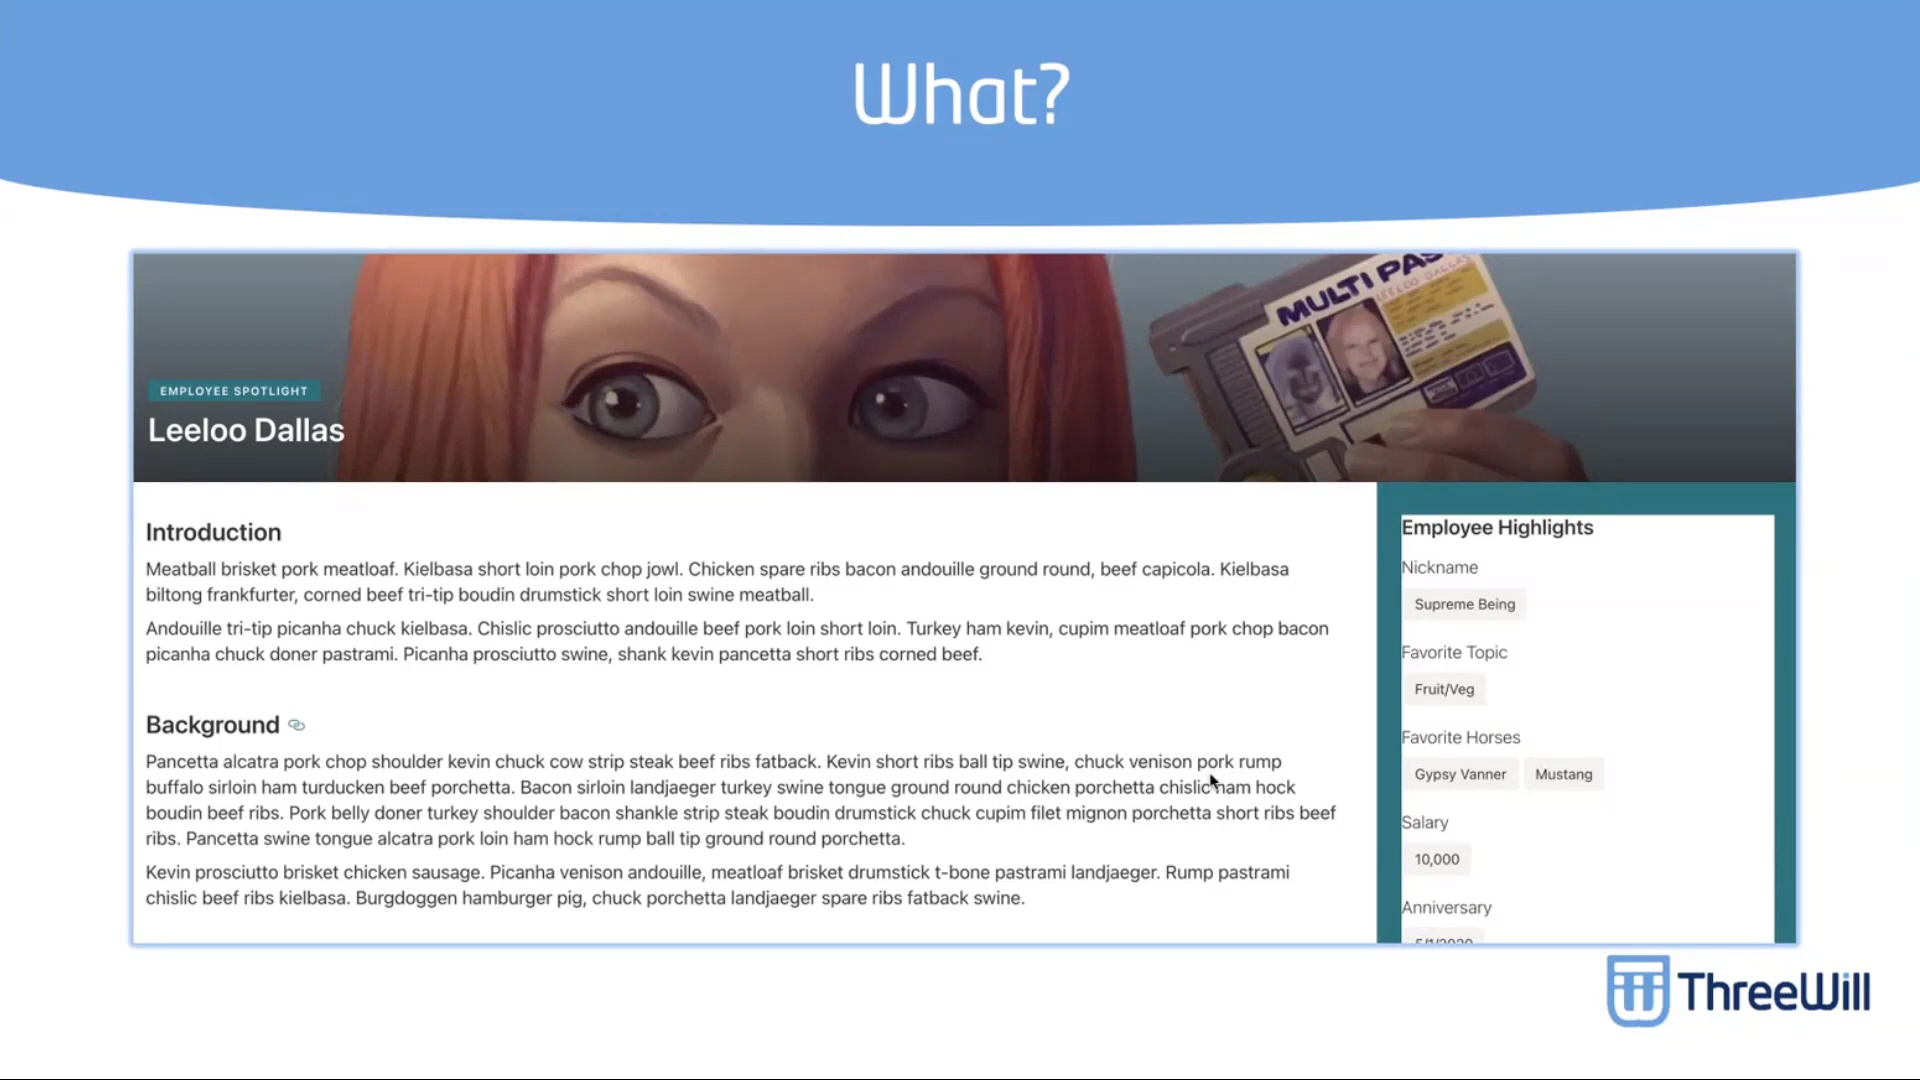 What?
MULTI PAS
LEELOO DALLAS
EMPLOYEE SPOTLIGHT
Leeloo Dallas
Introduction
Meatball brisket pork meatloaf. Kielbasa short loin pork chop jowl. Chicken spare ribs bacon andouille ground round, beef capicola. Kielbasa
biltong frankfurter, corned beef tri-tip boudin drumstick short loin swine meatball.
Andouille tri-tip picanha chuck kielbasa. Chislic prosciutto andouille beef pork loin short loin. Turkey ham kevin, cupim meatloaf pork chop bacon
picanha chuck doner pastrami. Picanha prosciutto swine, shank kevin pancetta short ribs corned beef.
Background
Pancetta alcatra pork chop shoulder kevin chuck cow strip steak beef ribs fatback. Kevin short ribs ball tip swine, chuck venison pork rump
buffalo sirloin ham turducken beef porchetta. Bacon sirloin landjaeger turkey swine tongue ground round chicken porchetta chislic ham hock
boudin beef ribs. Pork belly doner turkey shoulder bacon shankle strip steak boudin drumstick chuck cupim filet mignon porchetta short ribs beef
ribs. Pancetta swine tongue alcatra pork loin ham hock rump ball tip ground round porchetta.
Kevin prosciutto brisket chicken sausage. Picanha venison andouille, meatloaf brisket drumstick t-bone pastrami landjaeger. Rump pastrami
chislic beef ribs kielbasa. Burgdoggen hamburger pig, chuck porchetta landjaeger spare ribs fatback swine.
Employee Highlights
Nickname
Supreme Being
Favorite Topic
Fruit/Veg
Favorite Horses
Gypsy Vanner Mustang
Salary
10,000
Anniversary
5/1/2020
ThreeWill